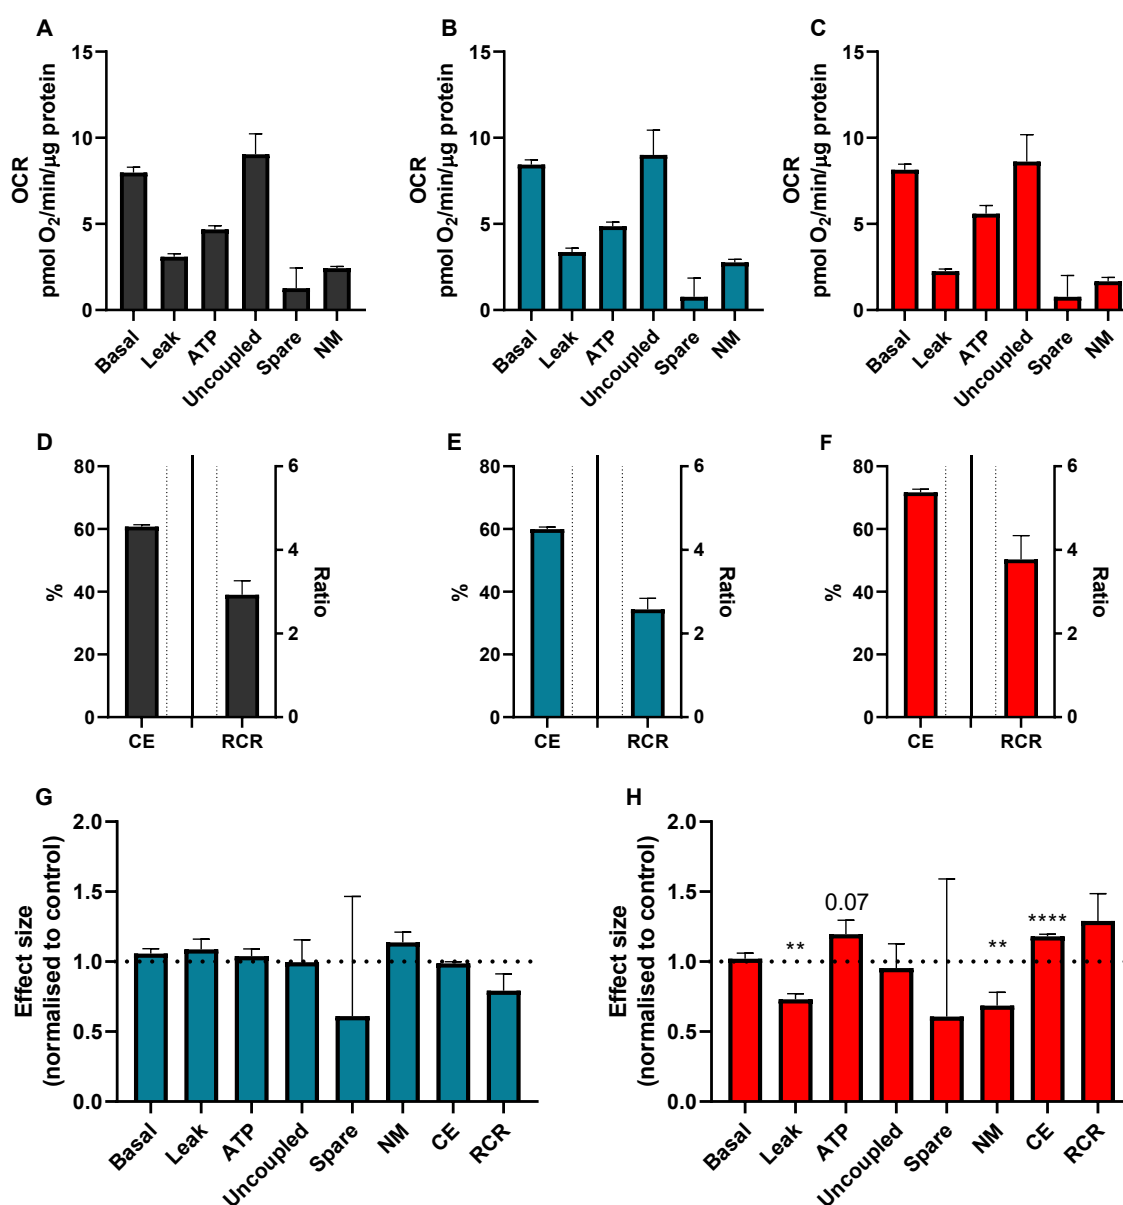 A
OCR
pmol O₂/min/μg protein
15
10
5
0
Basal
Leak
ATP
Uncoupled
Spare
NM
B
OCR
pmol O₂/min/μg protein
15
10
5
0
Basal
Leak
ATP
Uncoupled
Spare
NM
C
OCR
pmol O₂/min/μg protein
15
10
5
0
Basal
Leak
ATP
Uncoupled
Spare
NM
D
%
80
60
40
20
0
CE
RCR
6
4
2
0
Ratio
E
%
80
60
40
20
0
CE
RCR
6
4
2
0
Ratio
F
%
80
60
40
20
0
CE
RCR
6
4
2
0
Ratio
G
Effect size
(normalised to control)
2.0
1.5
1.0
0.5
0.0
Basal
Leak
ATP
Uncoupled
Spare
NM
CE
RCR
H
Effect size
(normalised to control)
2.0
1.5
1.0
0.5
0.0
**
0.07
**
****
Basal
Leak
ATP
Uncoupled
Spare
NM
CE
RCR